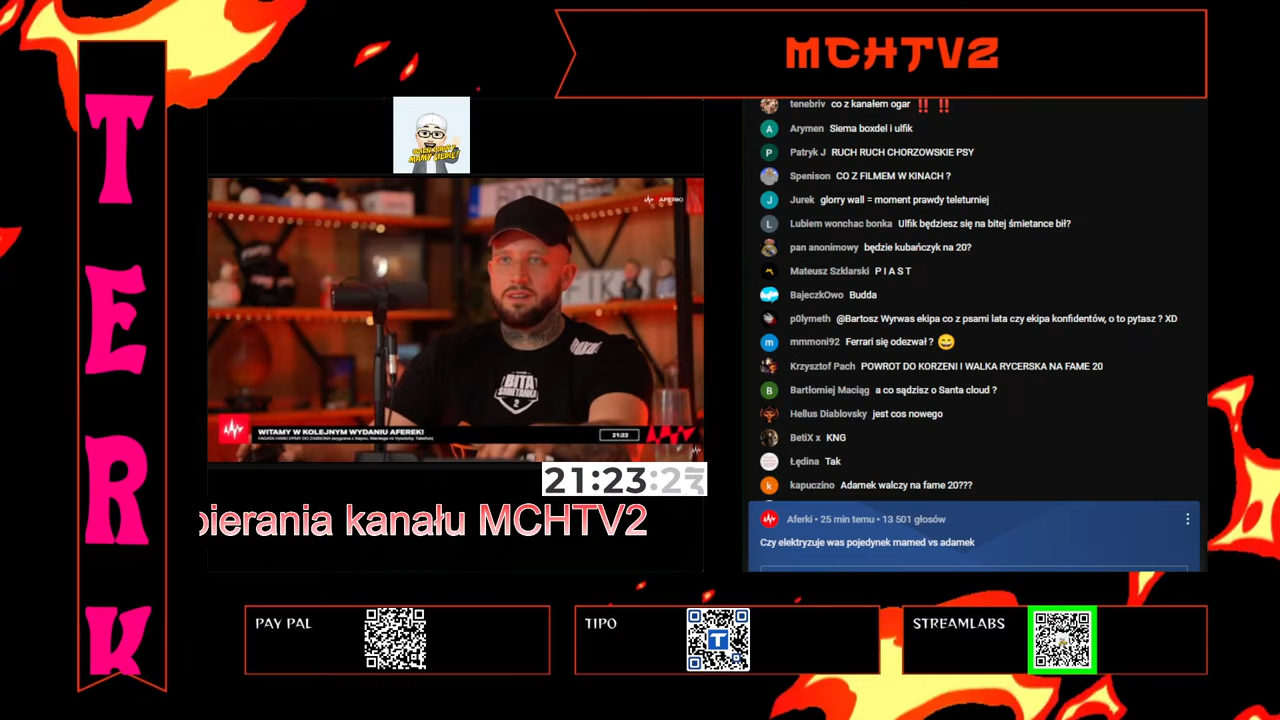 MCHTV2
TERK
tenebriv co z kanałem ogar ‼️ ‼️
Arymen Siema boxdel i ulfik
Patryk J RUCH RUCH CHORZOWSKIE PSY
Spenison CO Z FILMEM W KINACH ?
Jurek glorry wall = moment prawdy teleturniej
Lubiem wonchac bonka Ulfik będziesz się na bitej śmietance bił?
pan anonimowy będzie kubańczyk na 20?
Mateusz Szklarski P I A S T
BajeczkOwo Budda
p0lymeth @Bartosz Wyrwas ekipa co z psami lata czy ekipa konfidentów, o to pytasz ? XD
mmmoni92 Ferrari się odezwał ? 😄
Krzysztof Pach POWROT DO KORZENI I WALKA RYCERSKA NA FAME 20
Bartłomiej Maciąg a co sądzisz o Santa cloud ?
Hellus Diablovsky jest cos nowego
BetiX x KNG
Łędina Tak
kapuczino Adamek walczy na fame 20???
Aferki • 25 min temu • 13 501 głosów
Czy elektryzuje was pojedynek mamed vs adamek
MAMY CIEBIE!
AFERKI
BITA
ŚMIETANKA
2
WITAMY W KOLEJNYM WYDANIU AFEREK!
21:22
21:23:23
bierania kanału MCHTV2
PAY PAL
TIPO
T
STREAMLABS